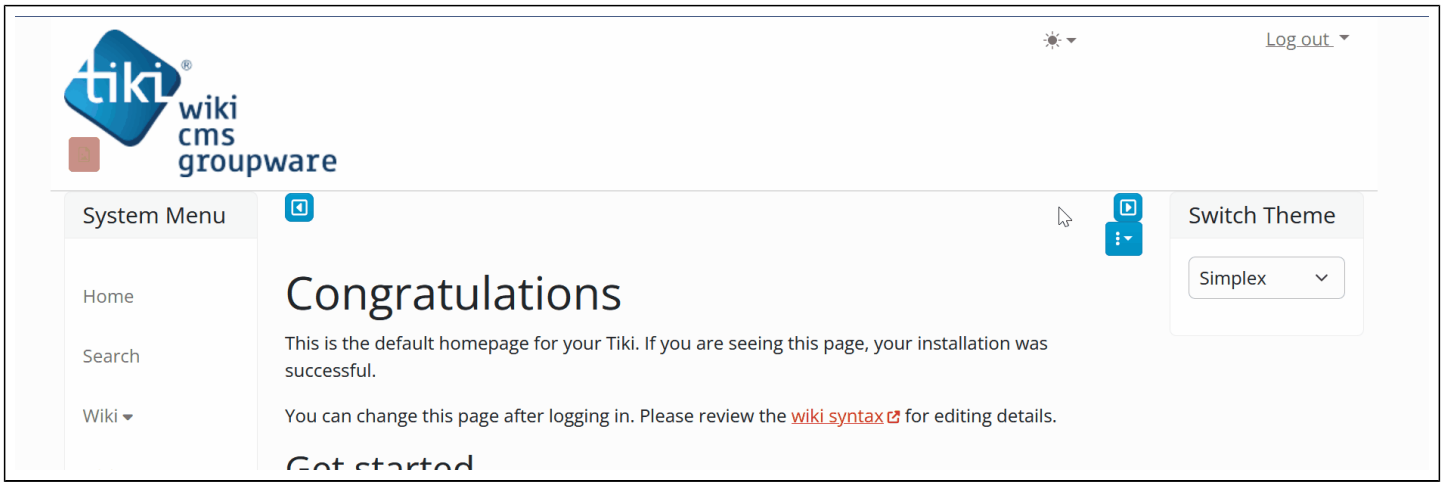 tiki®
wiki
cms
groupware
Log out
System Menu
Switch Theme
Home
Search
Wiki
Simplex
Congratulations
This is the default homepage for your Tiki. If you are seeing this page, your installation was
successful.
You can change this page after logging in. Please review the wiki syntax for editing details.
Get started